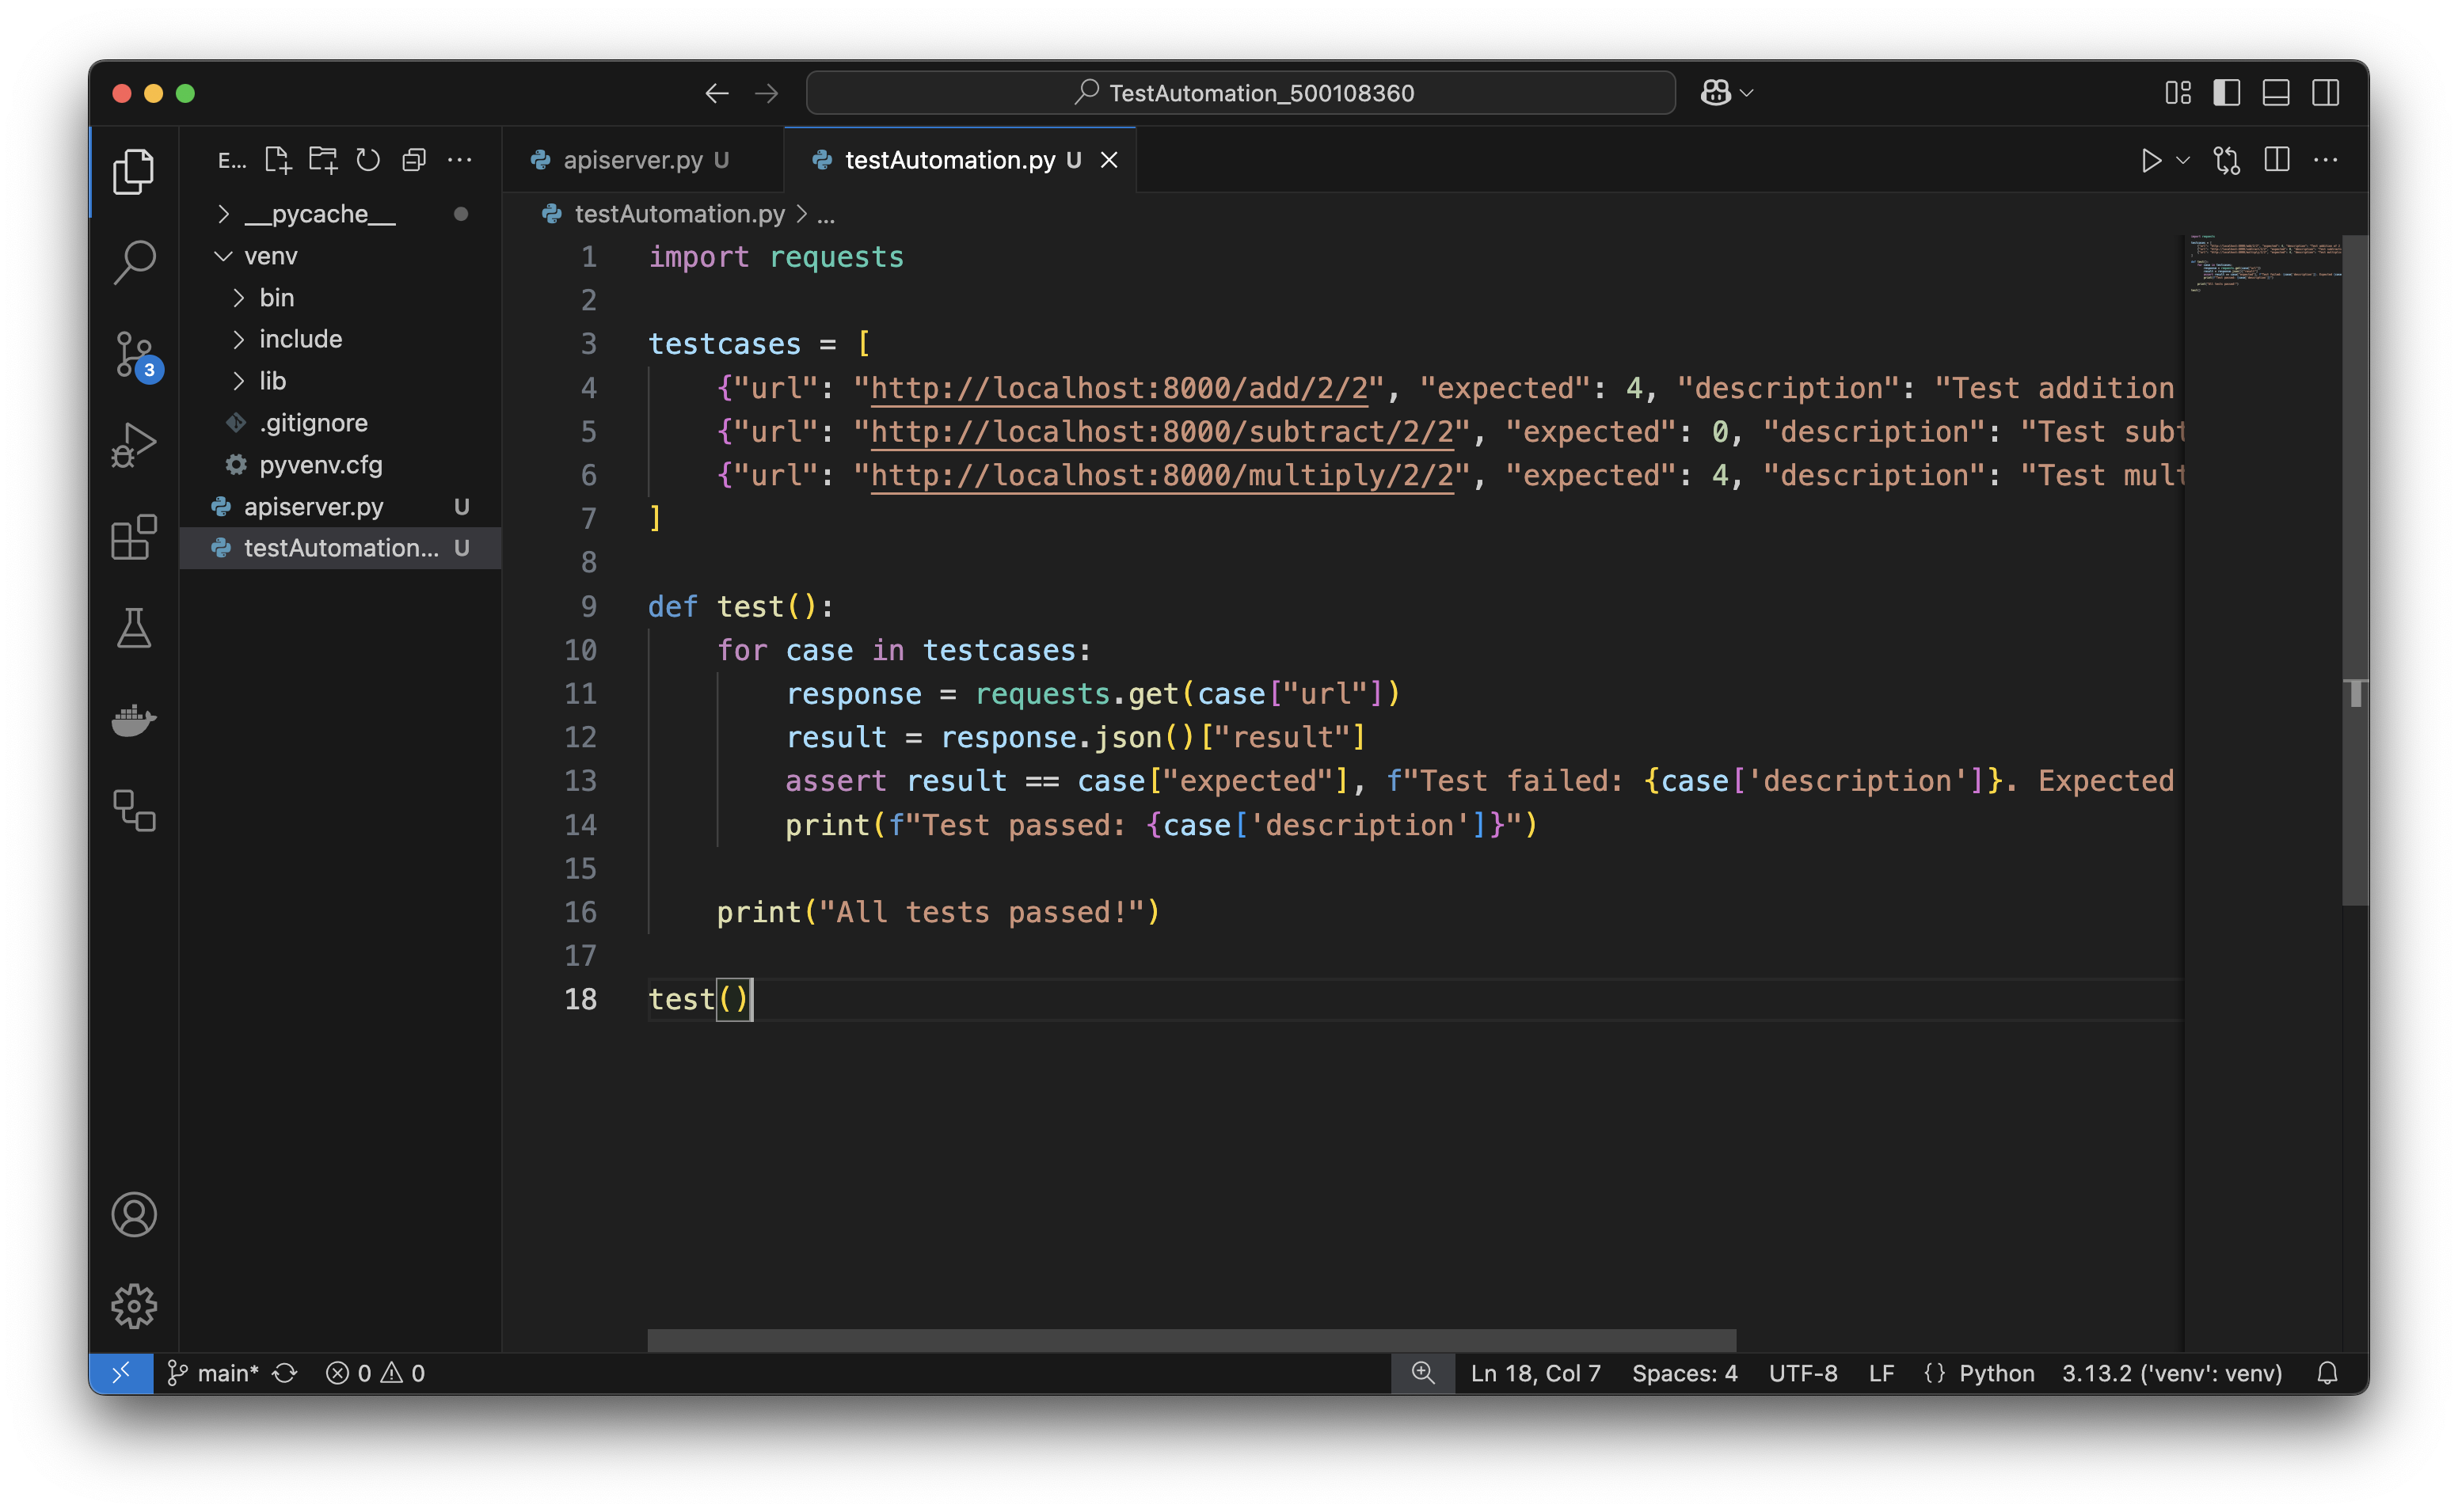 TestAutomation_500108360
E...
apiserver.py U
testAutomation.py U
__pycache__
testAutomation.py > ...
venv
bin
include
lib
.gitignore
pyvenv.cfg
apiserver.py U
testAutomation... U
3
1 import requests
2
3 testcases = [
4 {"url": "http://localhost:8000/add/2/2", "expected": 4, "description": "Test addition
5 {"url": "http://localhost:8000/subtract/2/2", "expected": 0, "description": "Test subt
6 {"url": "http://localhost:8000/multiply/2/2", "expected": 4, "description": "Test mult
7 ]
8
9 def test():
10 for case in testcases:
11 response = requests.get(case["url"])
12 result = response.json()["result"]
13 assert result == case["expected"], f"Test failed: {case['description']}. Expected
14 print(f"Test passed: {case['description']}")
15
16 print("All tests passed!")
17
18 test()
main* 0 0 Ln 18, Col 7 Spaces: 4 UTF-8 LF {} Python 3.13.2 ('venv': venv)